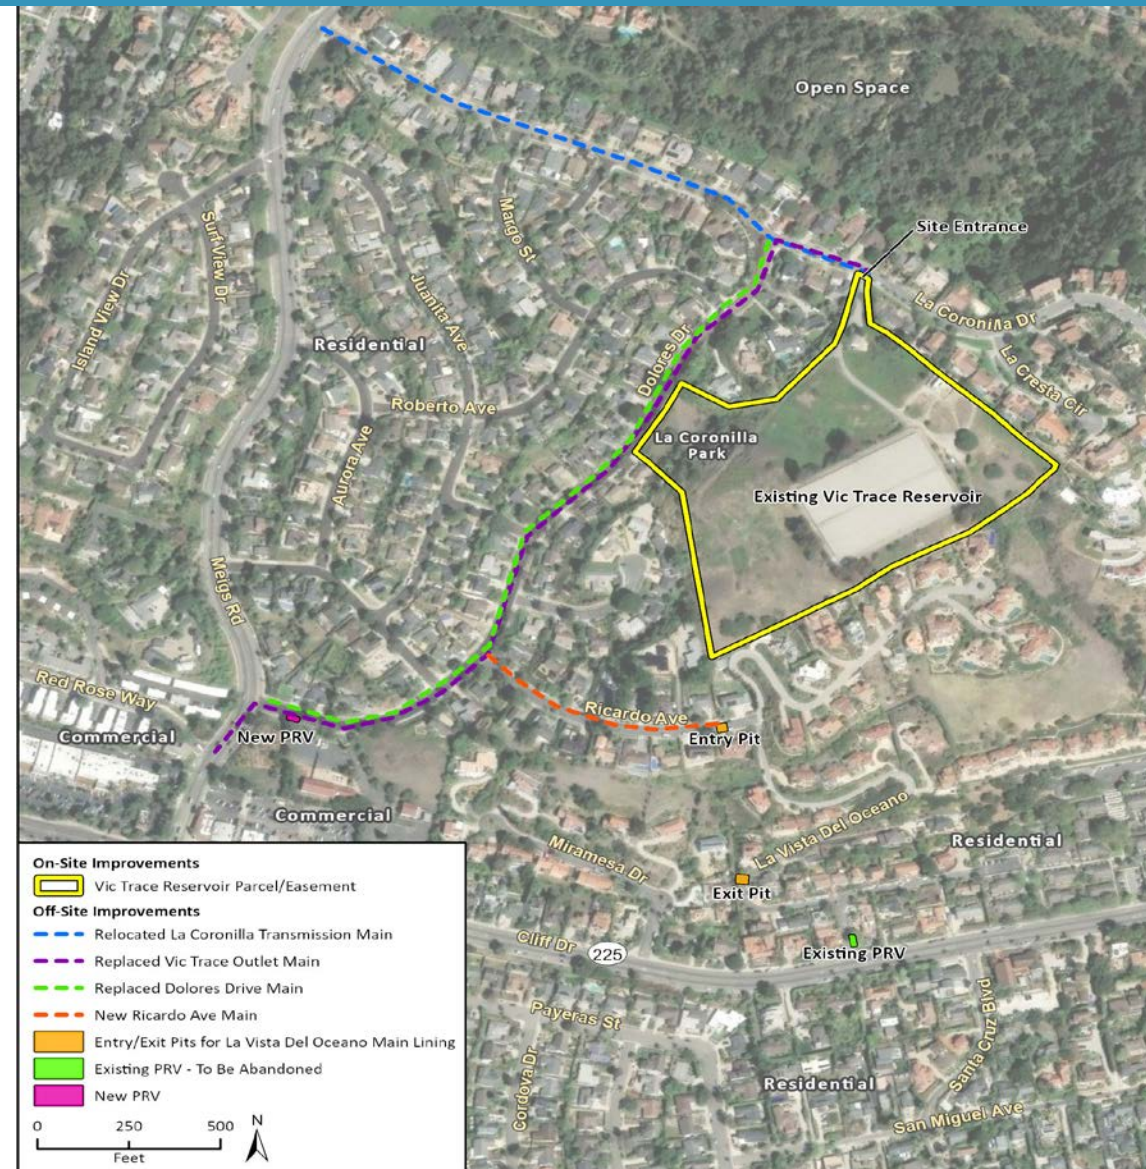 Open Space
Site Entrance
Margo St
Surf View Dr
Island View Dr
Juanita Ave
La Coronilla Dr
Residential
Dolores Dr
La Cresta Cir
Roberto Ave
Aurora Ave
La Coronilla
Park
Existing Vic Trace Reservoir
Meigs Rd
Red Rose Way
Commercial
New PRV
Ricardo Ave
Entry Pit
Commercial
La Vista Del Oceano
Residential
Miramesa Dr
Exit Pit
Cliff Dr
225
Existing PRV
Payeras St
Santa Cruz Blvd
Cordova Dr
Residential
San Miguel Ave
On-Site Improvements
Vic Trace Reservoir Parcel/Easement
Off-Site Improvements
Relocated La Coronilla Transmission Main
Replaced Vic Trace Outlet Main
Replaced Dolores Drive Main
New Ricardo Ave Main
Entry/Exit Pits for La Vista Del Oceano Main Lining
Existing PRV - To Be Abandoned
New PRV
0 250 500
Feet
N